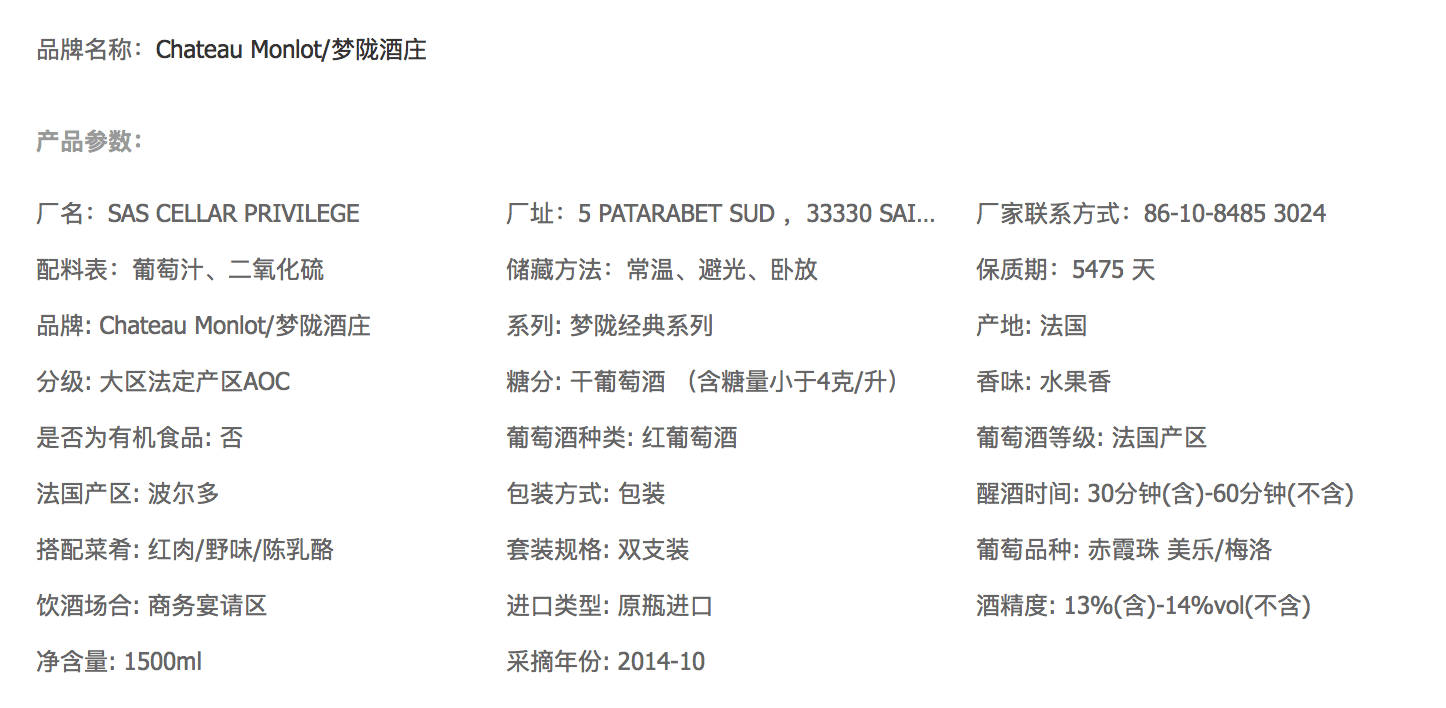 品牌名称：Chateau Monlot/梦陇酒庄
产品参数：
厂名：SAS CELLAR PRIVILEGE 厂址：5 PATARABET SUD ，33330 SAI... 厂家联系方式：86-10-8485 3024
配料表：葡萄汁、二氧化硫 储藏方法：常温、避光、卧放 保质期：5475 天
品牌: Chateau Monlot/梦陇酒庄 系列: 梦陇经典系列 产地: 法国
分级: 大区法定产区AOC 糖分: 干葡萄酒 （含糖量小于4克/升） 香味: 水果香
是否为有机食品: 否 葡萄酒种类: 红葡萄酒 葡萄酒等级: 法国产区
法国产区: 波尔多 包装方式: 包装 醒酒时间: 30分钟(含)-60分钟(不含)
搭配菜肴: 红肉/野味/陈乳酪 套装规格: 双支装 葡萄品种: 赤霞珠 美乐/梅洛
饮酒场合: 商务宴请区 进口类型: 原瓶进口 酒精度: 13%(含)-14%vol(不含)
净含量: 1500ml 采摘年份: 2014-10